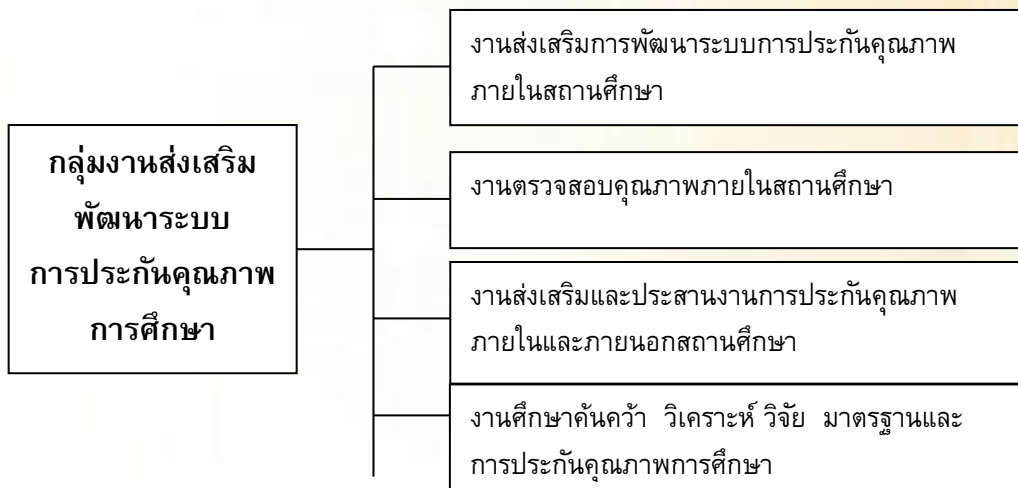 กลุ่มงานส่งเสริม
พัฒนาระบบ
การประกันคุณภาพ
การศึกษา
งานส่งเสริมการพัฒนาระบบการประกันคุณภาพ
ภายในสถานศึกษา
งานตรวจสอบคุณภาพภายในสถานศึกษา
งานส่งเสริมและประสานงานการประกันคุณภาพ
ภายในและภายนอกสถานศึกษา
งานศึกษาค้นคว้า วิเคราะห์ วิจัย มาตรฐานและ
การประกันคุณภาพการศึกษา